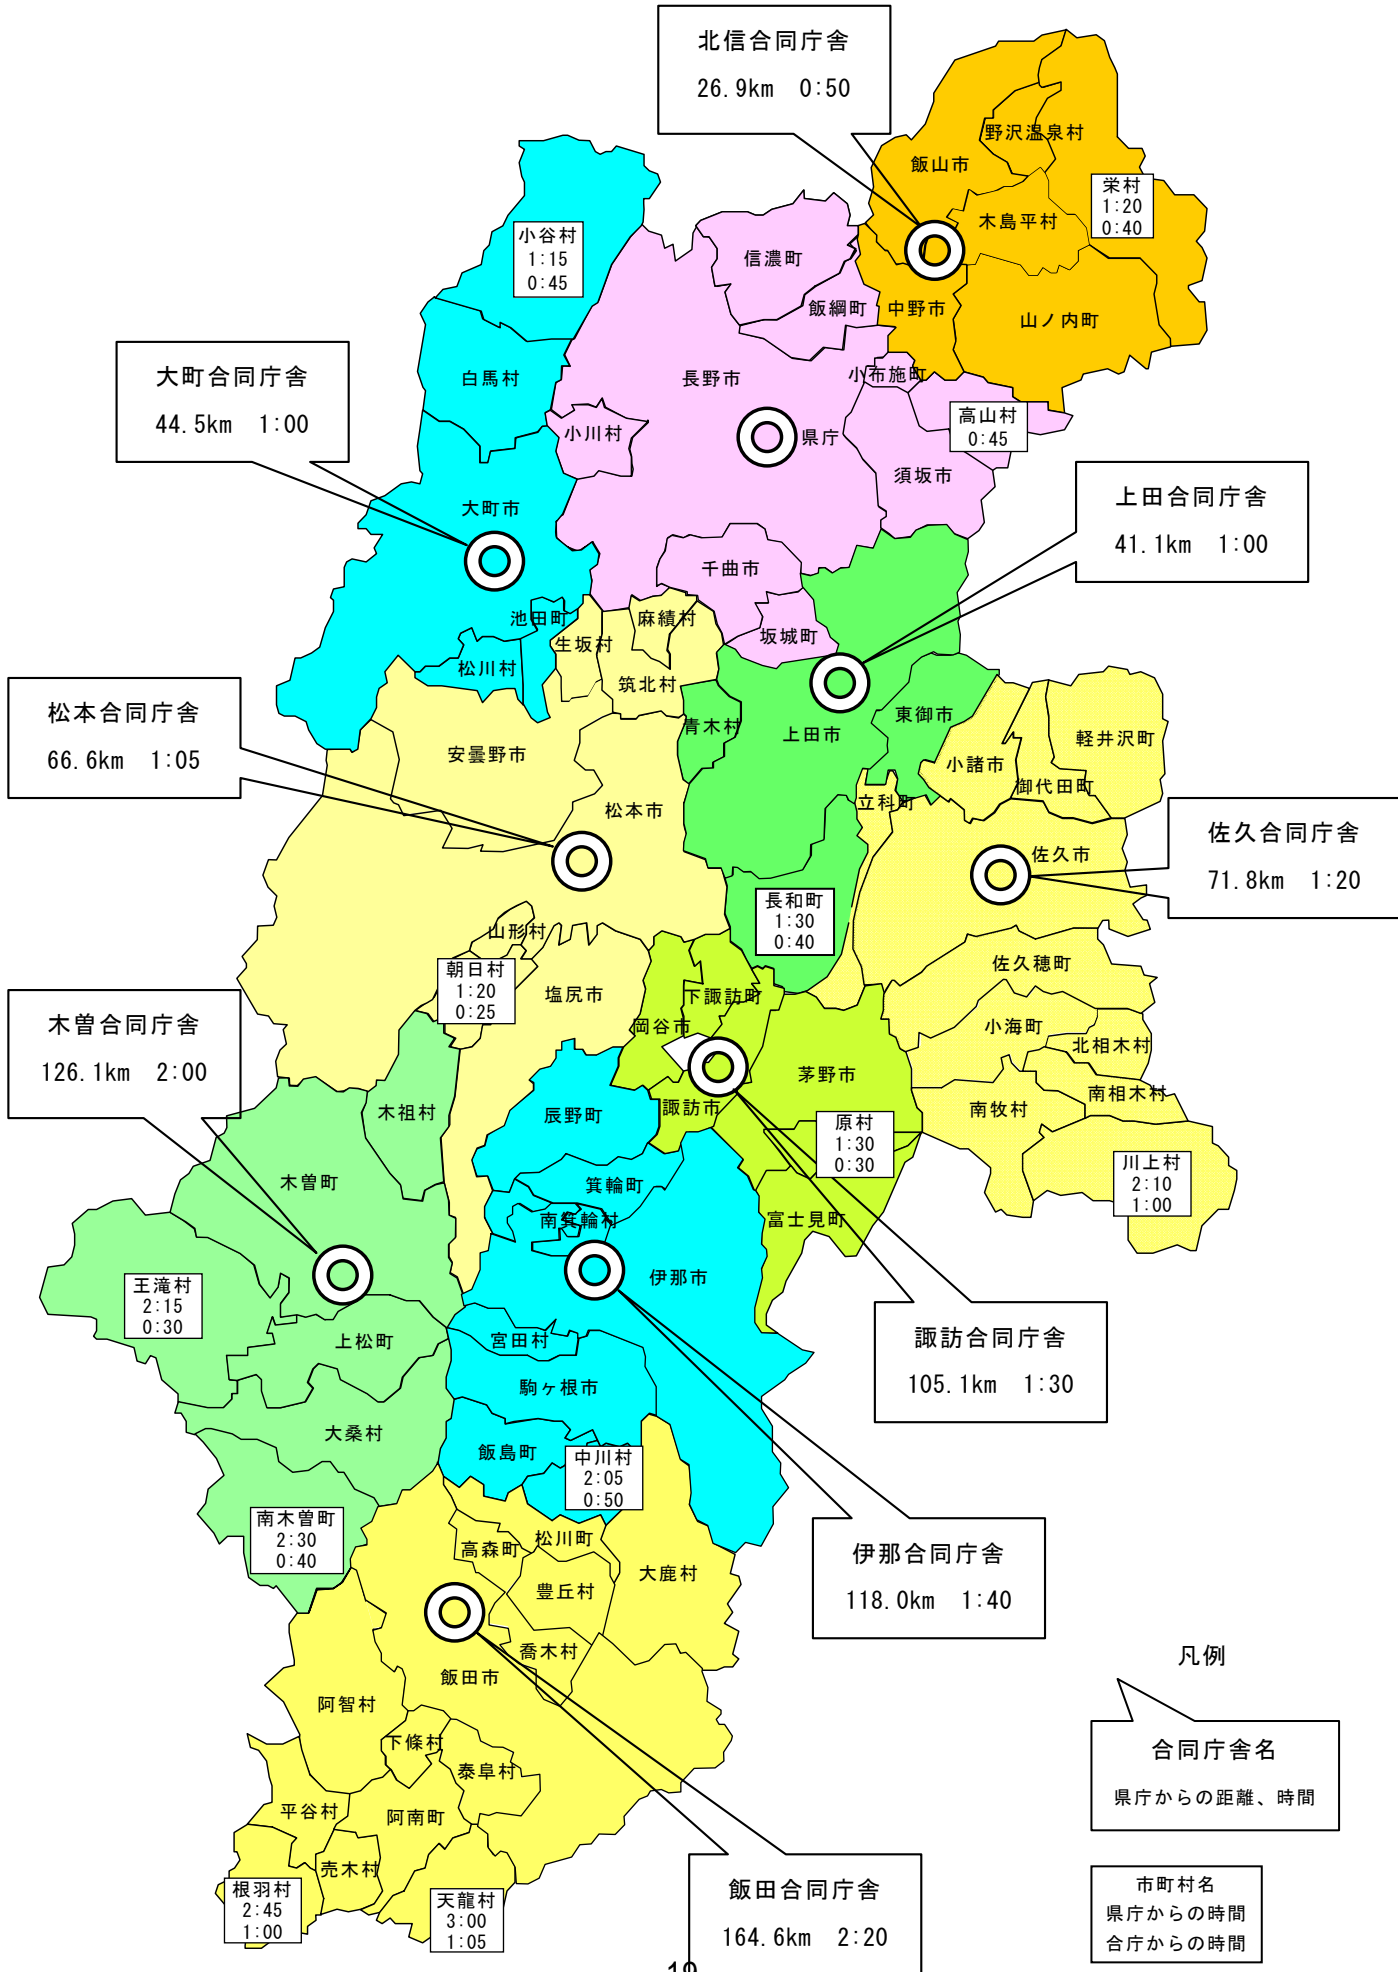 北信合同庁舎
26.9km 0:50
野沢温泉村
飯山市
栄村
1:20
0:40
木島平村
小谷村
1:15
0:45
信濃町
飯綱町
中野市
山ノ内町
大町合同庁舎
44.5km 1:00
白馬村
長野市
小布施町
高山村
0:45
小川村
県庁
須坂市
上田合同庁舎
41.1km 1:00
大町市
千曲市
池田町
麻績村
生坂村
坂城町
松川村
筑北村
松本合同庁舎
66.6km 1:05
青木村
上田市
東御市
軽井沢町
安曇野市
小諸市
御代田町
松本市
立科町
佐久合同庁舎
71.8km 1:20
佐久市
長和町
1:30
0:40
山形村
朝日村
1:20
0:25
塩尻市
下諏訪町
佐久穂町
木曽合同庁舎
126.1km 2:00
岡谷市
小海町
北相木村
茅野市
木祖村
辰野町
諏訪市
南牧村
南相木村
原村
1:30
0:30
木曽町
箕輪町
川上村
2:10
1:00
南箕輪村
富士見町
伊那市
王滝村
2:15
0:30
上松町
宮田村
諏訪合同庁舎
105.1km 1:30
駒ヶ根市
大桑村
飯島町
中川村
2:05
0:50
南木曽町
2:30
0:40
松川町
高森町
伊那合同庁舎
118.0km 1:40
大鹿村
豊丘村
喬木村
飯田市
凡例
阿智村
下條村
合同庁舎名
県庁からの距離、時間
泰阜村
平谷村
阿南町
売木村
根羽村
2:45
1:00
天龍村
3:00
1:05
飯田合同庁舎
164.6km 2:20
市町村名
県庁からの時間
合庁からの時間
19